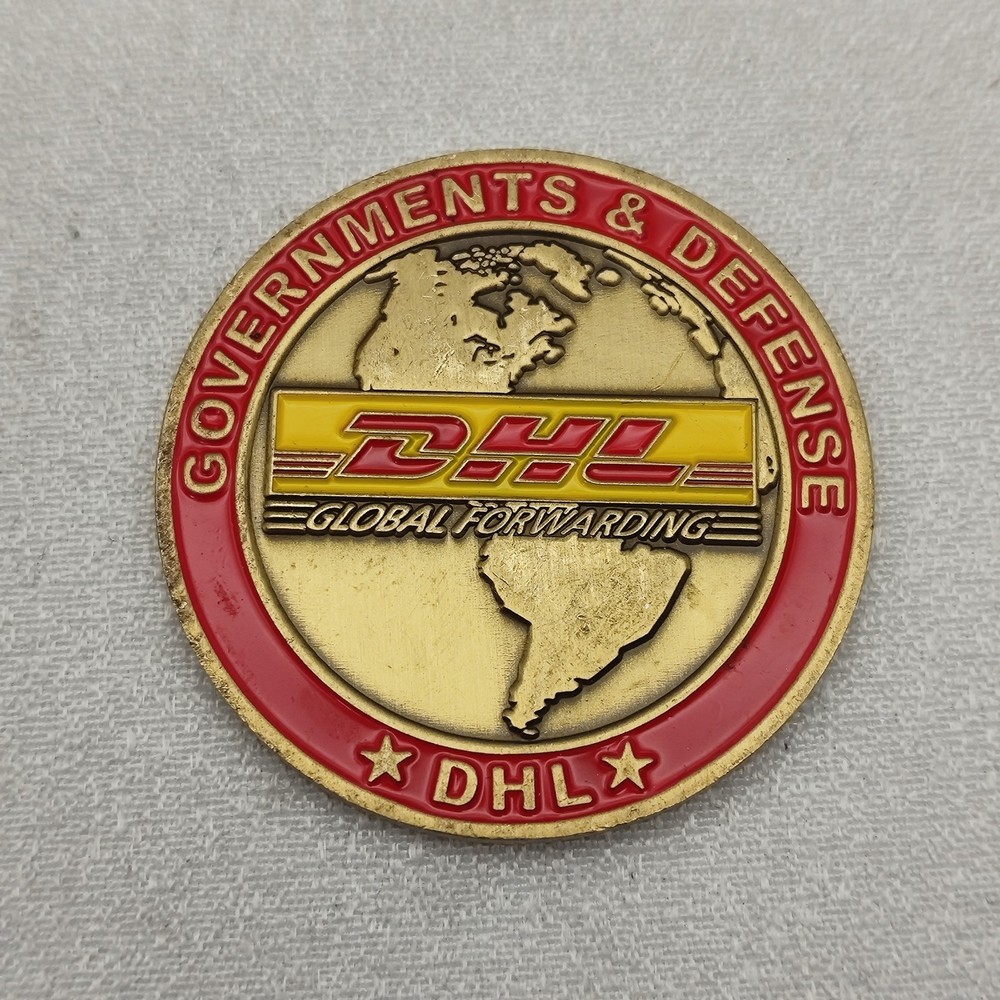 GOVERNMENTS & DEFENSE
DHL
GLOBAL FORWARDING
DHL